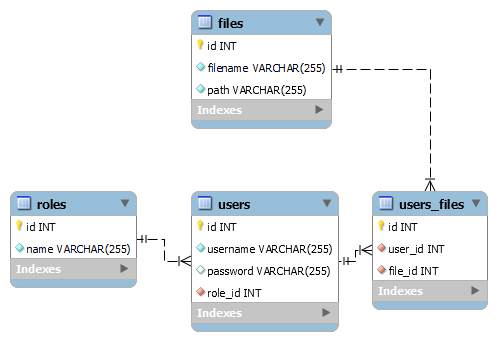 files
id INT
filename VARCHAR(255)
path VARCHAR(255)
Indexes
roles
id INT
name VARCHAR(255)
Indexes
users
id INT
username VARCHAR(255)
password VARCHAR(255)
role_id INT
Indexes
users_files
id INT
user_id INT
file_id INT
Indexes